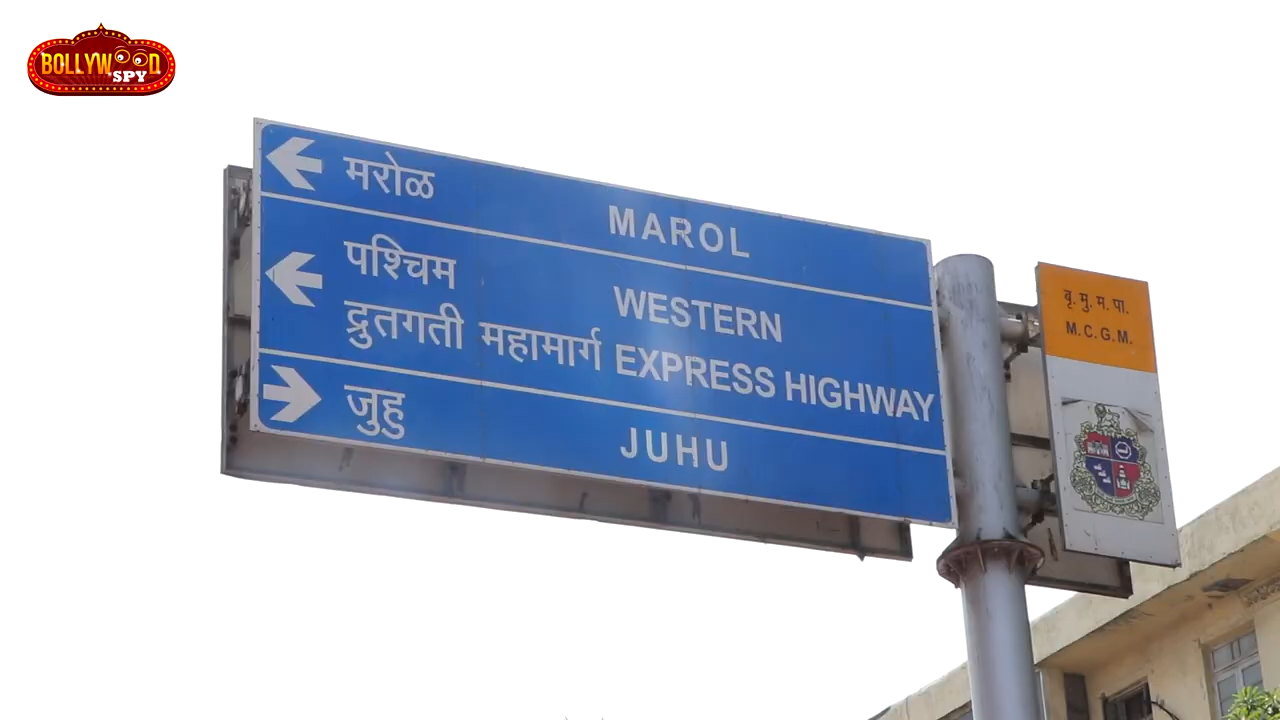 BOLLYWOOD
SPY
मरोळ
MAROL
पश्चिम
WESTERN
द्रुतगती महामार्ग EXPRESS HIGHWAY
जुहु
JUHU
बृ. मु. म. पा.
M. C. G. M.